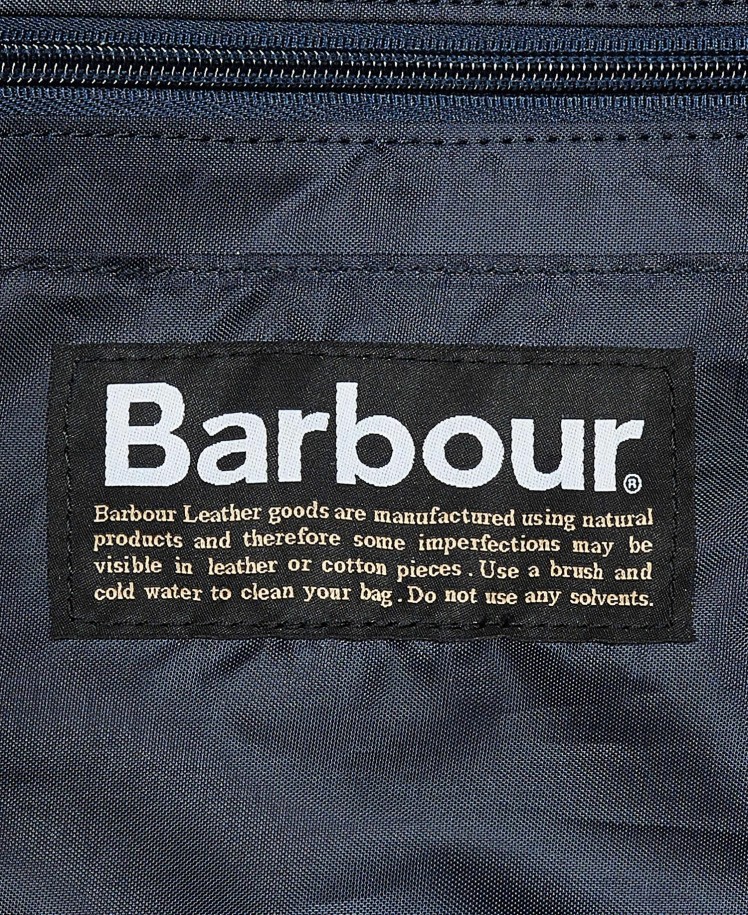 Barbour®
Barbour Leather goods are manufactured using natural
products and therefore some imperfections may be
visible in leather or cotton pieces . Use a brush and
cold water to clean your bag . Do not use any solvents.